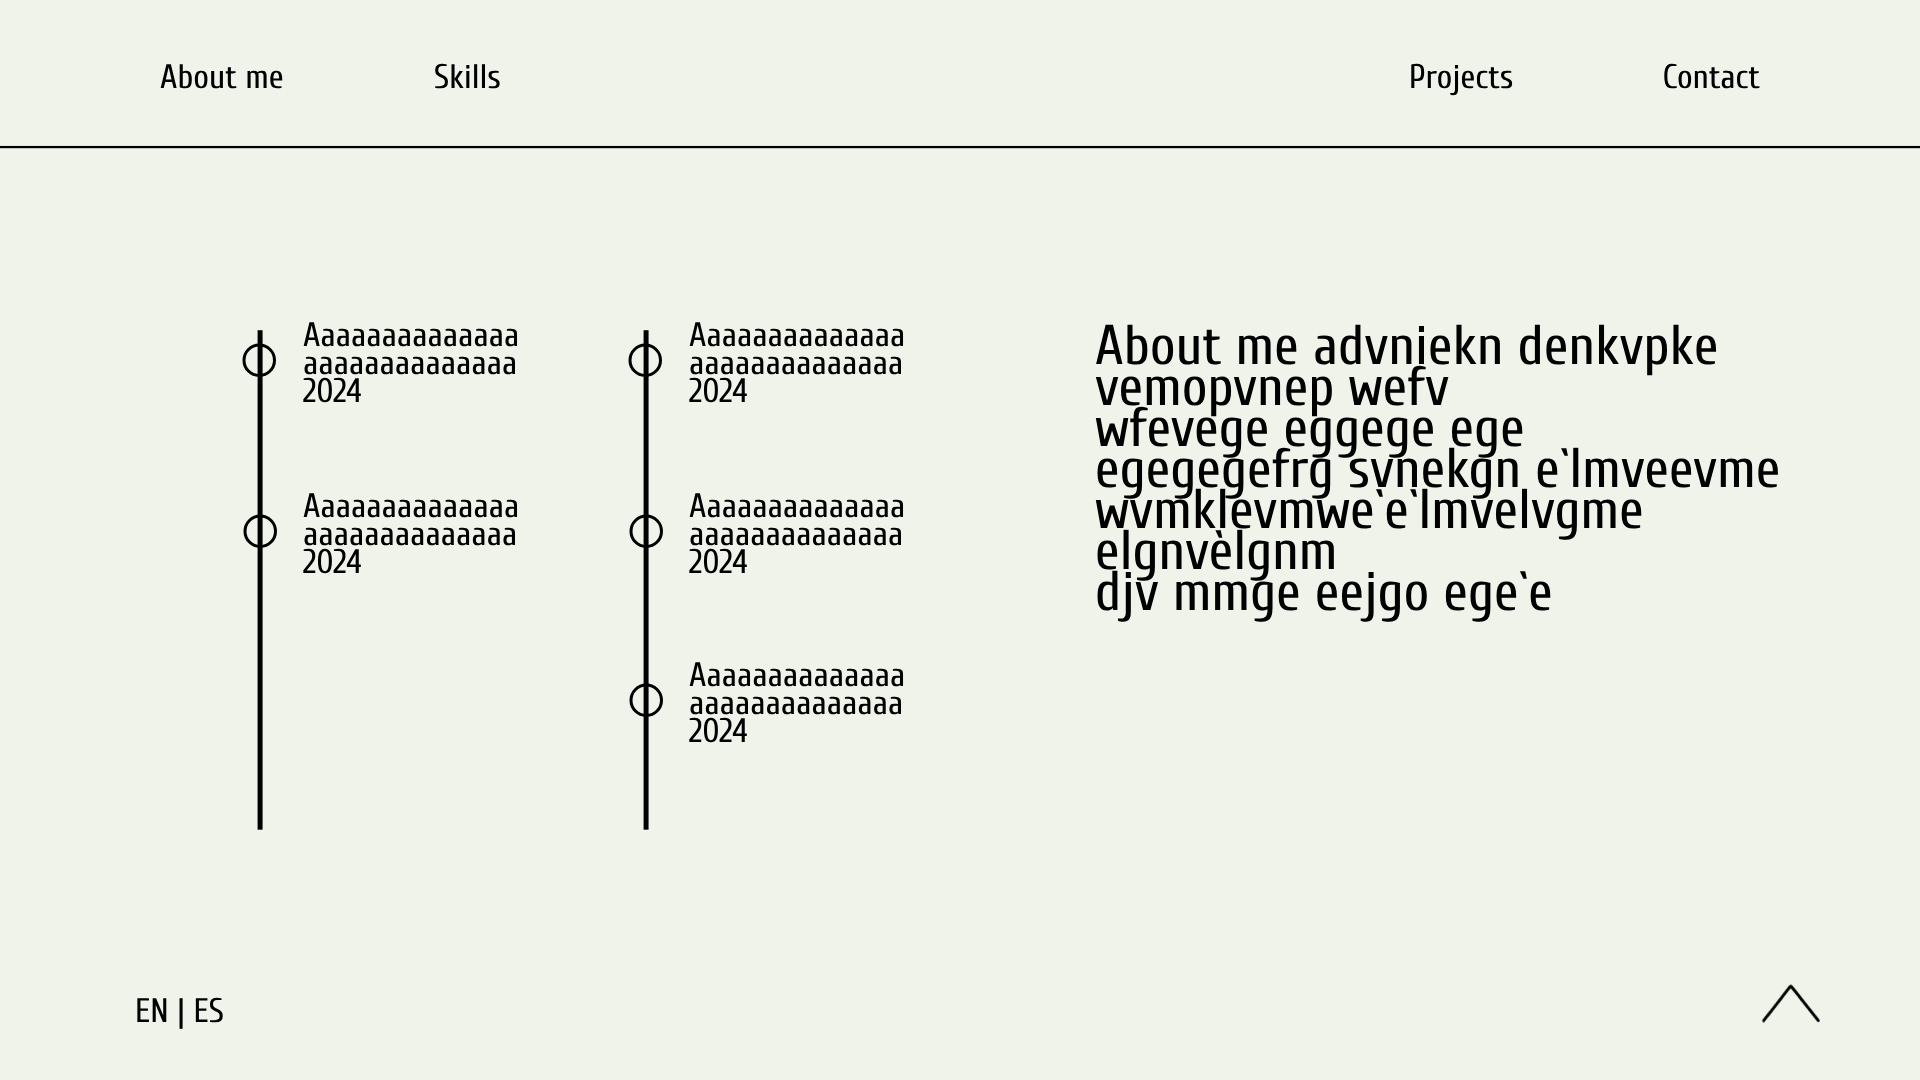 About me
Skills
Projects
Contact
Aaaaaaaaaaaaaa
aaaaaaaaaaaaaa
2024
Aaaaaaaaaaaaaa
aaaaaaaaaaaaaa
2024
Aaaaaaaaaaaaaa
aaaaaaaaaaaaaa
2024
Aaaaaaaaaaaaaa
aaaaaaaaaaaaaa
2024
Aaaaaaaaaaaaaa
aaaaaaaaaaaaaa
2024
About me advniekn denkvpke
vemopvnep wefv
wfevege eggege ege
egegegefrg svnekgn e`lmveevme
wvmklevmwe`e`lmvelvgme
elgnvèlgnm
djv mmge eejgo ege`e
EN | ES